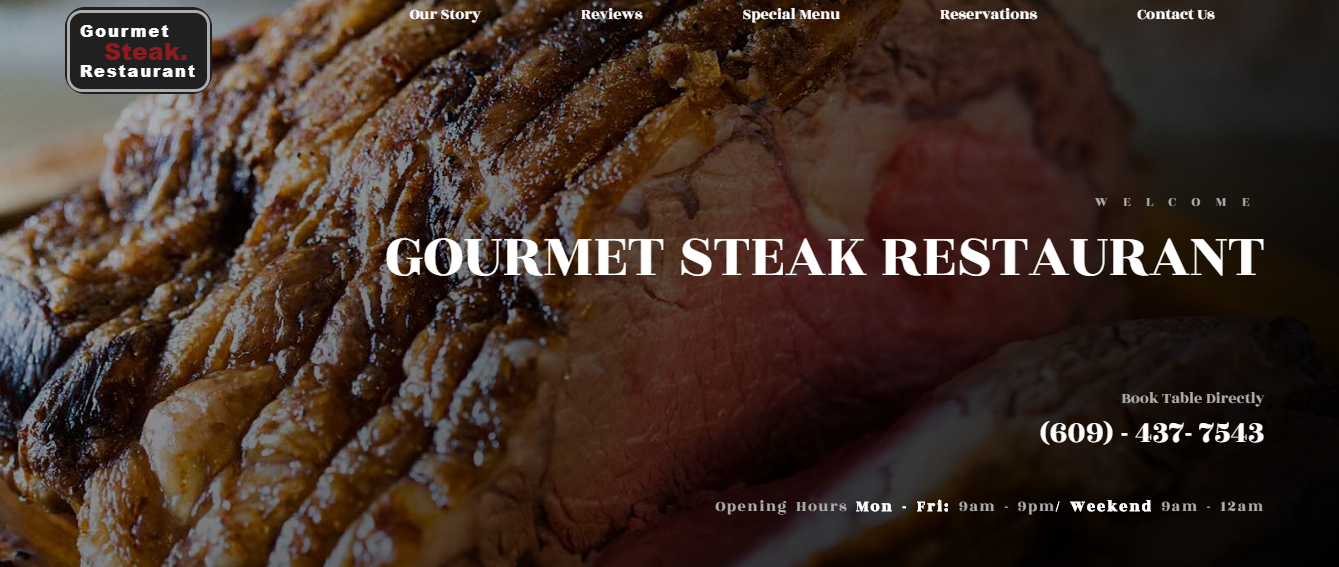 Our Story Reviews Special Menu Reservations Contact Us
Gourmet
Steak.
Restaurant
WELCOME
GOURMET STEAK RESTAURANT
Book Table Directly
(609) - 437- 7543
Opening Hours Mon - Fri: 9am - 9pm/ Weekend 9am - 12am